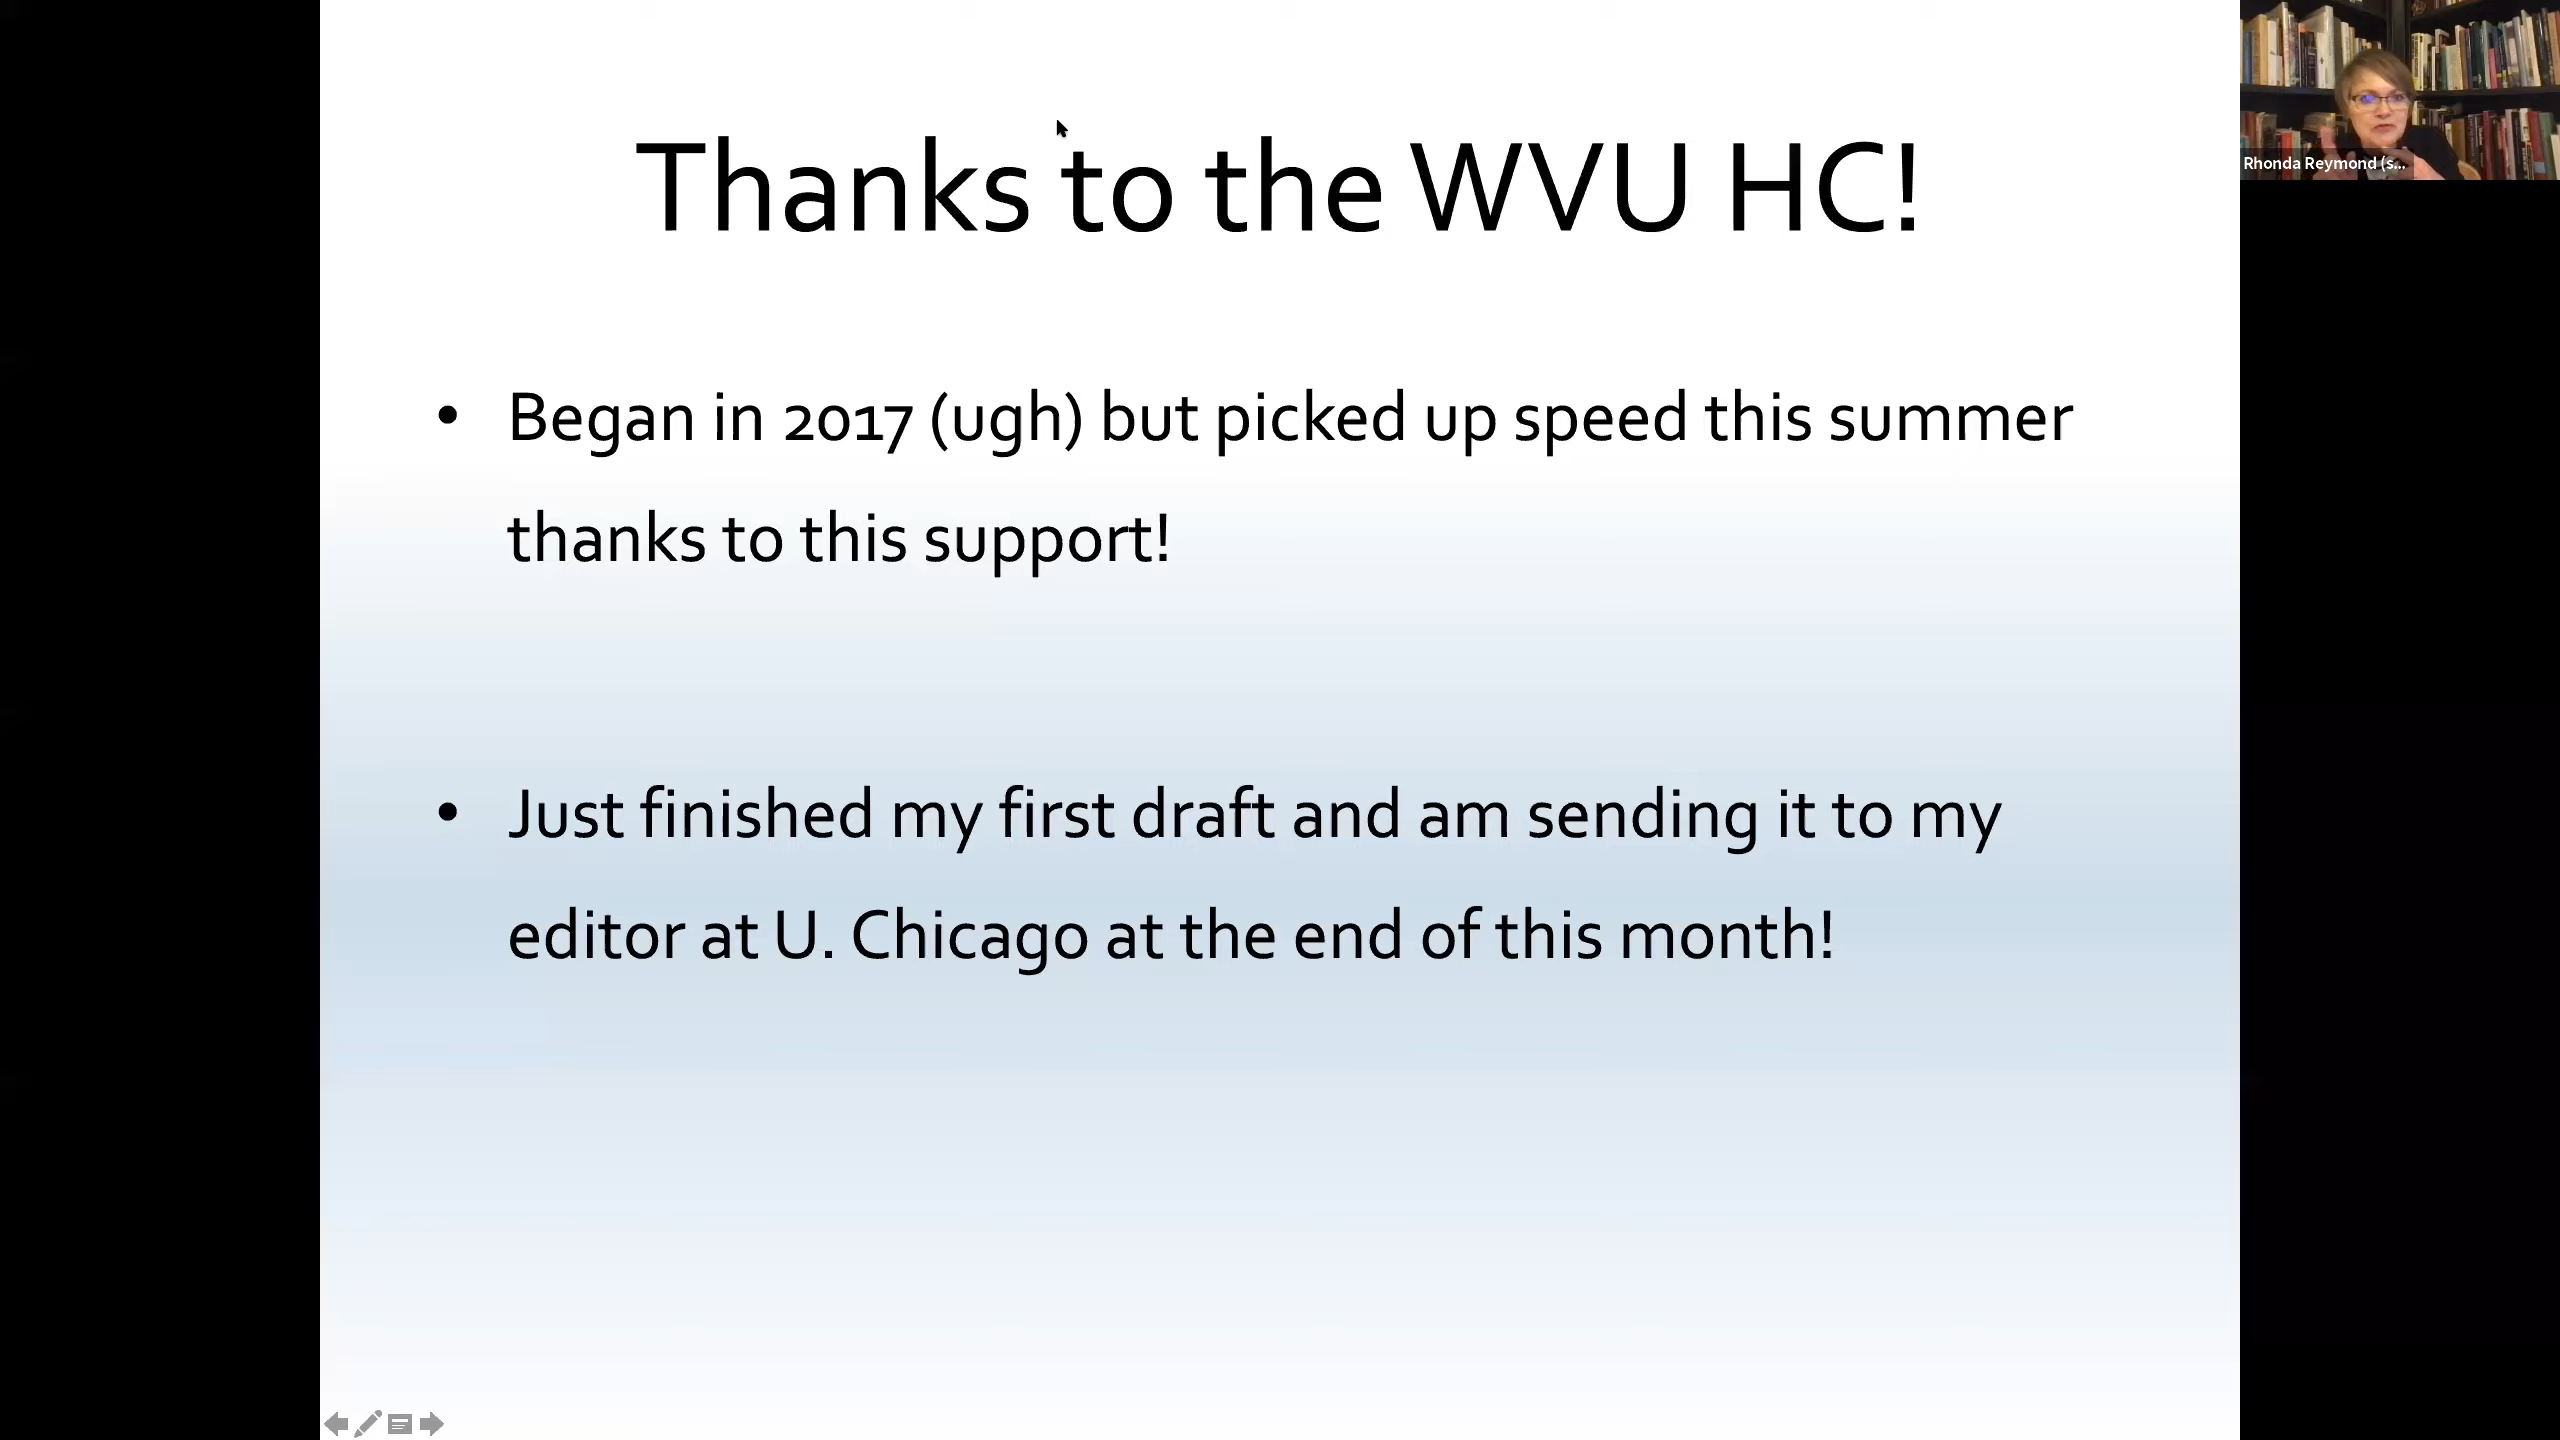 Thanks to the WVU HC!
Rhonda Reymond (s...
• Began in 2017 (ugh) but picked up speed this summer
thanks to this support!
• Just finished my first draft and am sending it to my
editor at U. Chicago at the end of this month!